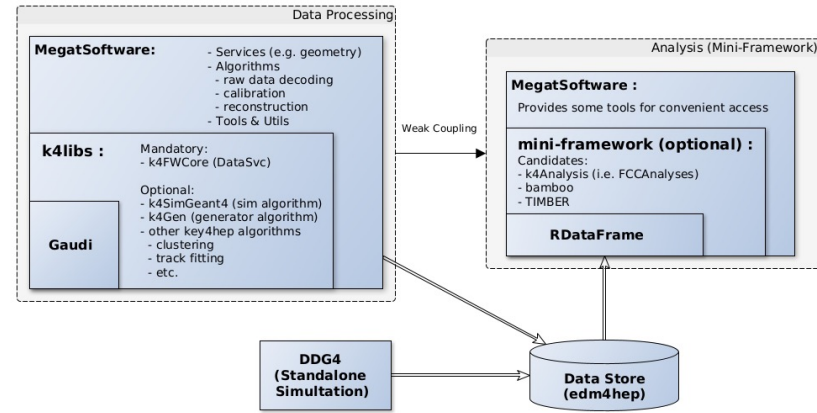 Data Processing
MegatSoftware:
- Services (e.g. geometry)
- Algorithms
- raw data decoding
- calibration
- reconstruction
- Tools & Utils
k4libs :
Mandatory:
- k4FWCore (DataSvc)
Optional:
- k4SimGeant4 (sim algorithm)
- k4Gen (generator algorithm)
- other key4hep algorithms
- clustering
- track fitting
- etc.
Gaudi
Weak Coupling
Analysis (Mini-Framework)
MegatSoftware :
Provides some tools for convenient access
mini-framework (optional) :
Candidates:
- k4Analysis (i.e. FCCAnalyses)
- bamboo
- TIMBER
RDataFrame
DDG4
(Standalone
Simultation)
Data Store
(edm4hep)